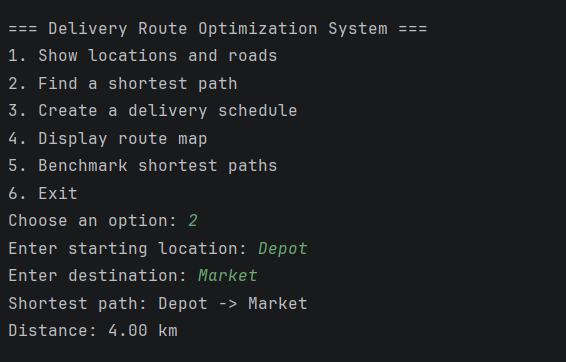 === Delivery Route Optimization System ===
1. Show locations and roads
2. Find a shortest path
3. Create a delivery schedule
4. Display route map
5. Benchmark shortest paths
6. Exit
Choose an option: 2
Enter starting location: Depot
Enter destination: Market
Shortest path: Depot -> Market
Distance: 4.00 km